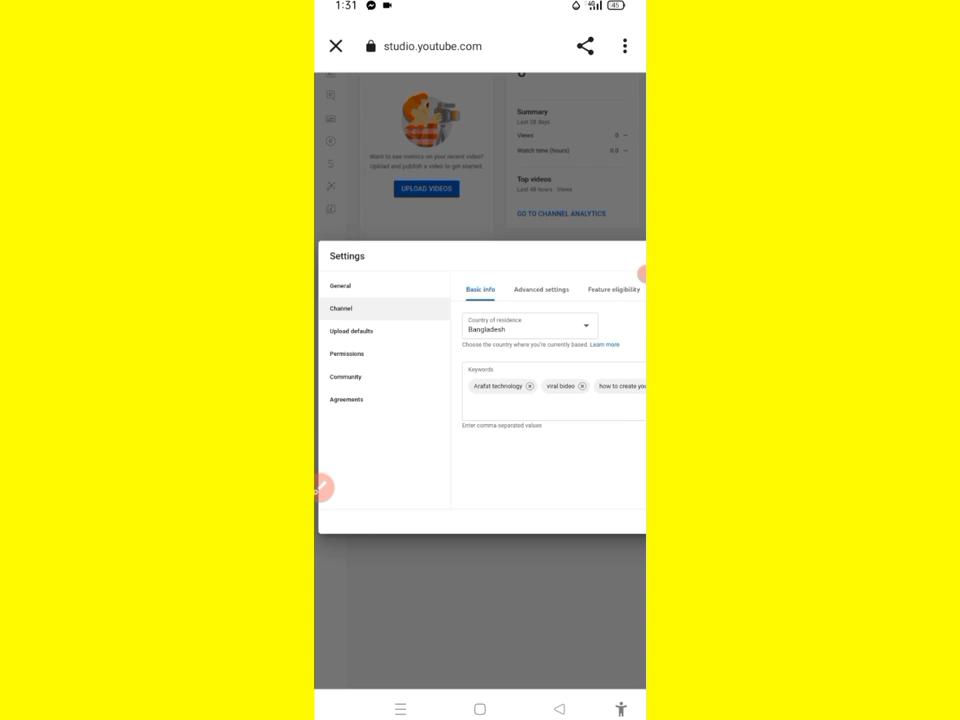 1:31
45
studio.youtube.com
Summary
Last 28 days
Views 0 —
Watch time (hours) 0.0 —
Want to see metrics on your recent video?
Upload and publish a video to get started.
UPLOAD VIDEOS
Top videos
Last 48 hours · Views
GO TO CHANNEL ANALYTICS
Settings
General
Channel
Upload defaults
Permissions
Community
Agreements
Basic info Advanced settings Feature eligibility
Country of residence
Bangladesh
Choose the country where you're currently based. Learn more
Keywords
Arafat technology viral bideo how to create you
Enter comma-separated values